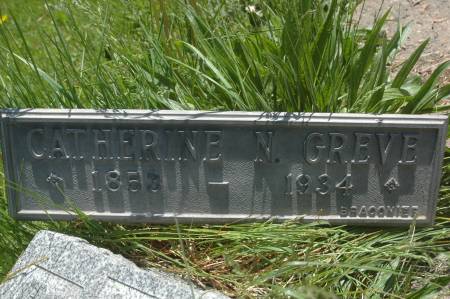 CATHERINE N. GREVE
1853 – 1934